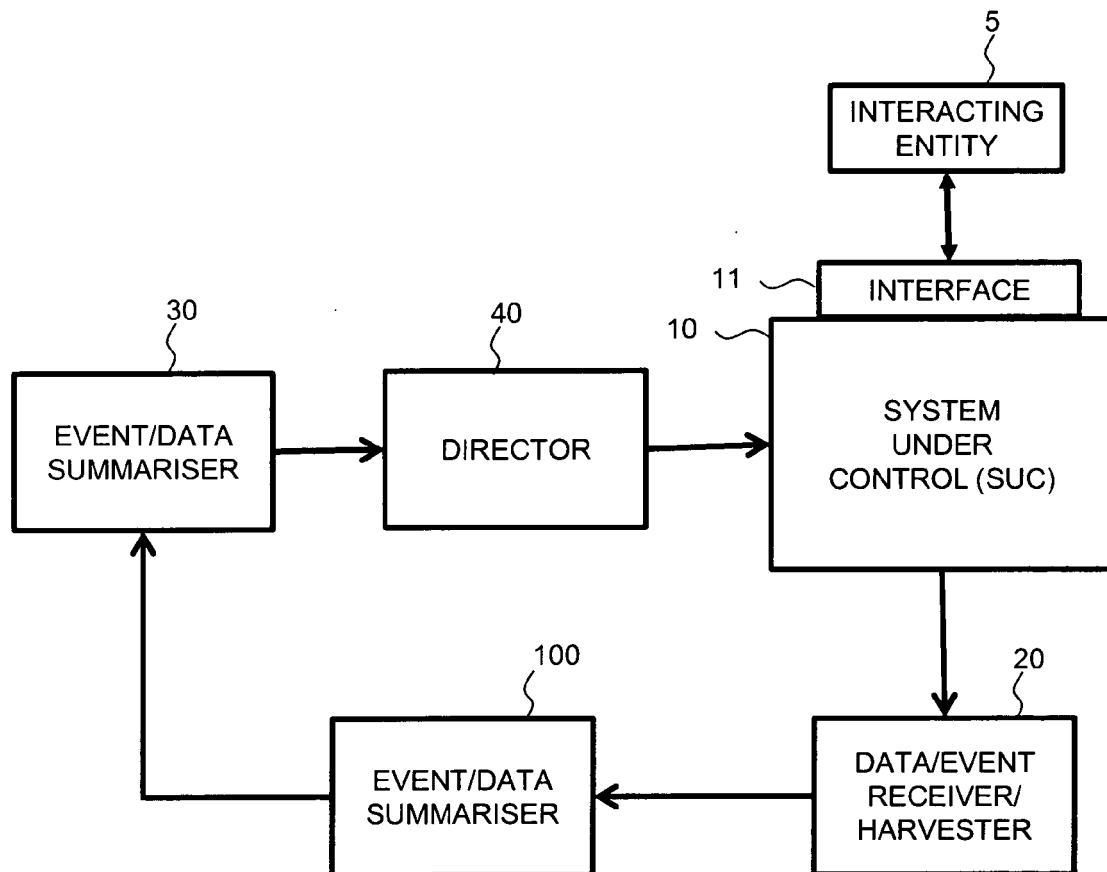 5
INTERACTING
ENTITY
11
INTERFACE
30
40
10
EVENT/DATA
SUMMARISER
DIRECTOR
SYSTEM
UNDER
CONTROL (SUC)
100
20
EVENT/DATA
SUMMARISER
DATA/EVENT
RECEIVER/
HARVESTER